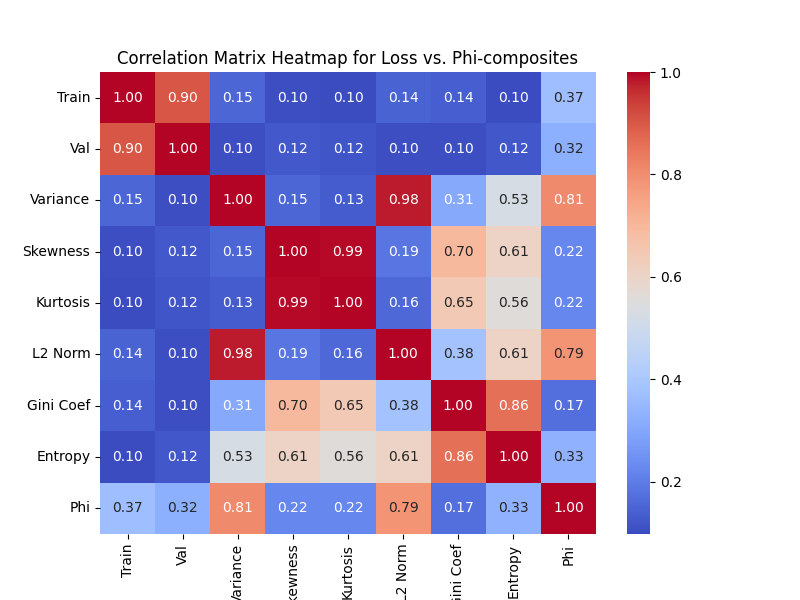 Correlation Matrix Heatmap for Loss vs. Phi-composites
Train 1.00 0.90 0.15 0.10 0.10 0.14 0.14 0.10 0.37
Val 0.90 1.00 0.10 0.12 0.12 0.10 0.10 0.12 0.32
Variance 0.15 0.10 1.00 0.15 0.13 0.98 0.31 0.53 0.81
Skewness 0.10 0.12 0.15 1.00 0.99 0.19 0.70 0.61 0.22
Kurtosis 0.10 0.12 0.13 0.99 1.00 0.16 0.65 0.56 0.22
L2 Norm 0.14 0.10 0.98 0.19 0.16 1.00 0.38 0.61 0.79
Gini Coef 0.14 0.10 0.31 0.70 0.65 0.38 1.00 0.86 0.17
Entropy 0.10 0.12 0.53 0.61 0.56 0.61 0.86 1.00 0.33
Phi 0.37 0.32 0.81 0.22 0.22 0.79 0.17 0.33 1.00
Train
Val
Variance
kewness
Kurtosis
L2 Norm
ini Coef
Entropy
Phi
1.0
0.8
0.6
0.4
0.2